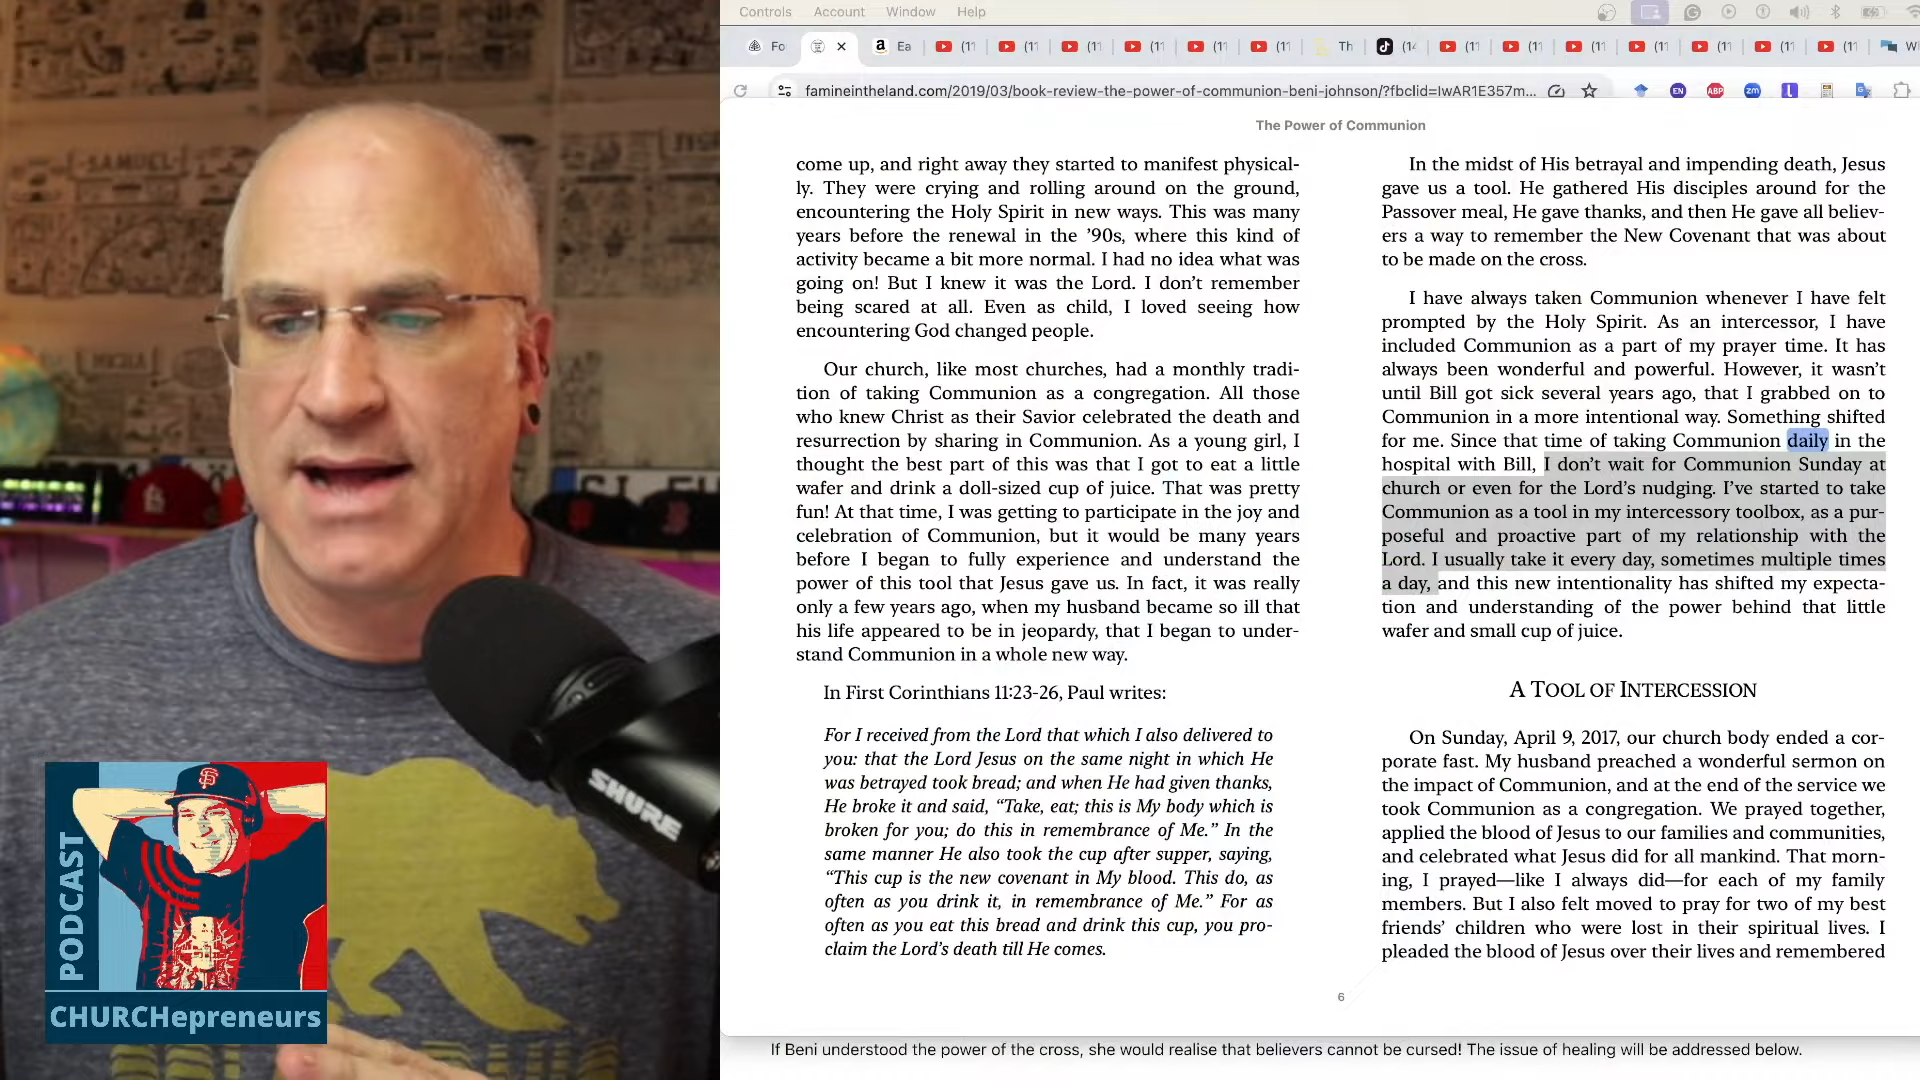 Controls Account Window Help
Fo
Ea
Th
famineintheland.com/2019/03/book-review-the-power-of-communion-beni-johnson/?fbclid=IwAR1E357m...
The Power of Communion
come up, and right away they started to manifest physical-
ly. They were crying and rolling around on the ground,
encountering the Holy Spirit in new ways. This was many
years before the renewal in the ’90s, where this kind of
activity became a bit more normal. I had no idea what was
going on! But I knew it was the Lord. I don’t remember
being scared at all. Even as child, I loved seeing how
encountering God changed people.
Our church, like most churches, had a monthly tradi-
tion of taking Communion as a congregation. All those
who knew Christ as their Savior celebrated the death and
resurrection by sharing in Communion. As a young girl, I
thought the best part of this was that I got to eat a little
wafer and drink a doll-sized cup of juice. That was pretty
fun! At that time, I was getting to participate in the joy and
celebration of Communion, but it would be many years
before I began to fully experience and understand the
power of this tool that Jesus gave us. In fact, it was really
only a few years ago, when my husband became so ill that
his life appeared to be in jeopardy, that I began to under-
stand Communion in a whole new way.
In First Corinthians 11:23-26, Paul writes:
For I received from the Lord that which I also delivered to
you: that the Lord Jesus on the same night in which He
was betrayed took bread; and when He had given thanks,
He broke it and said, “Take, eat; this is My body which is
broken for you; do this in remembrance of Me.” In the
same manner He also took the cup after supper, saying,
“This cup is the new covenant in My blood. This do, as
often as you drink it, in remembrance of Me.” For as
often as you eat this bread and drink this cup, you pro-
claim the Lord’s death till He comes.
In the midst of His betrayal and impending death, Jesus
gave us a tool. He gathered His disciples around for the
Passover meal, He gave thanks, and then He gave all believ-
ers a way to remember the New Covenant that was about
to be made on the cross.
I have always taken Communion whenever I have felt
prompted by the Holy Spirit. As an intercessor, I have
included Communion as a part of my prayer time. It has
always been wonderful and powerful. However, it wasn’t
until Bill got sick several years ago, that I grabbed on to
Communion in a more intentional way. Something shifted
for me. Since that time of taking Communion daily in the
hospital with Bill, I don’t wait for Communion Sunday at
church or even for the Lord’s nudging. I’ve started to take
Communion as a tool in my intercessory toolbox, as a pur-
poseful and proactive part of my relationship with the
Lord. I usually take it every day, sometimes multiple times
a day, and this new intentionality has shifted my expecta-
tion and understanding of the power behind that little
wafer and small cup of juice.
A TOOL OF INTERCESSION
On Sunday, April 9, 2017, our church body ended a cor-
porate fast. My husband preached a wonderful sermon on
the impact of Communion, and at the end of the service we
took Communion as a congregation. We prayed together,
applied the blood of Jesus to our families and communities,
and celebrated what Jesus did for all mankind. That morn-
ing, I prayed—like I always did—for each of my family
members. But I also felt moved to pray for two of my best
friends’ children who were lost in their spiritual lives. I
pleaded the blood of Jesus over their lives and remembered
6
If Beni understood the power of the cross, she would realise that believers cannot be cursed! The issue of healing will be addressed below.
SAMUEL
SHURE
PODCAST
CHURCHepreneurs